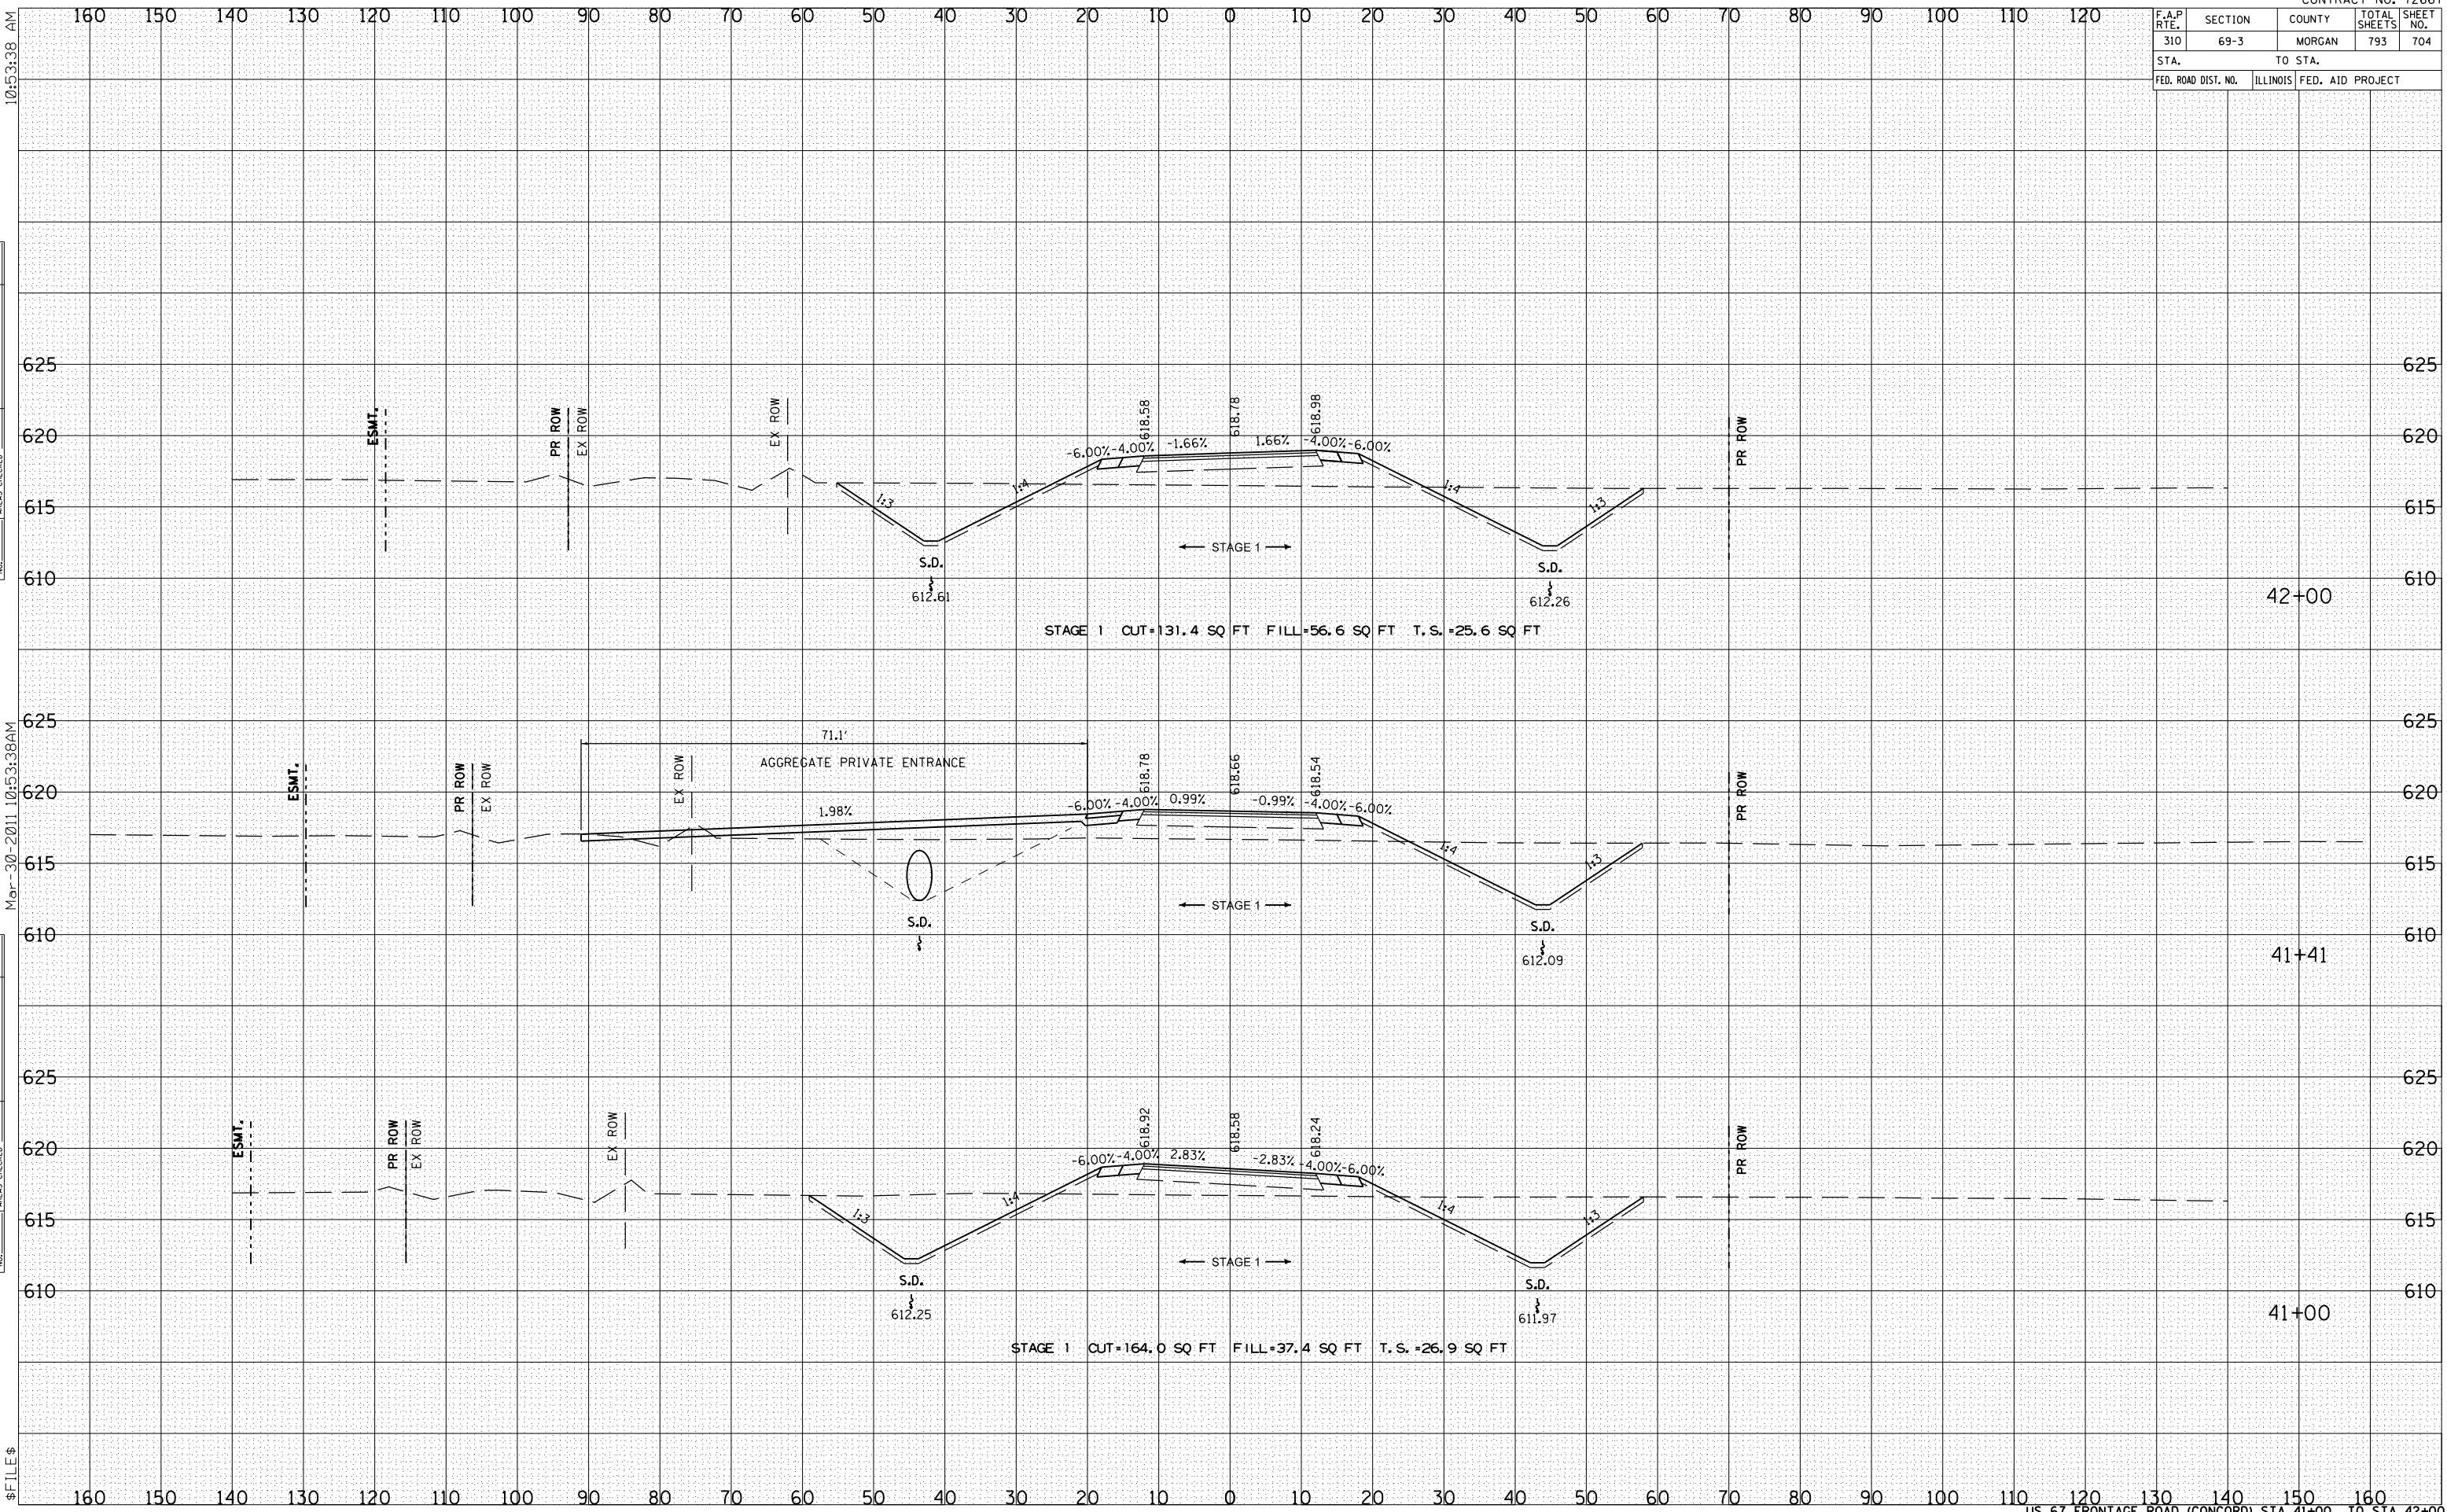 160 150 140 130 120 110 100 90 80 70 60 50 40 30 20 10 0 10 20 30 40 50 60 70 80 90 100 110 120
F.A.P RTE. SECTION COUNTY TOTAL SHEETS SHEET NO.
310 69-3 MORGAN 793 704
STA. TO STA.
FED. ROAD DIST. NO. ILLINOIS FED. AID PROJECT
10:53:38 AM
625 625
ESMT. PR ROW EX ROW EX ROW 618.58 618.78 618.98 PR ROW
620 620
-6.00% -4.00% -1.66% 1.66% -4.00% -6.00%
1:3 1:4 1:4 1:3
615 615
STAGE 1
S.D. S.D.
610 610
612.61 612.26
42+00
STAGE 1 CUT=131.4 SQ FT FILL=56.6 SQ FT T.S.=25.6 SQ FT
Mar-30-2011 10:53:38AM
625 625
71.1'
AGGREGATE PRIVATE ENTRANCE
ESMT. PR ROW EX ROW EX ROW 618.78 618.66 618.54 PR ROW
620 620
1.98% -6.00% -4.00% 0.99% -0.99% -4.00% -6.00%
1:4 1:3
615 615
STAGE 1
S.D. S.D.
610 610
612.09
41+41
625 625
ESMT. PR ROW EX ROW EX ROW 618.92 618.58 618.24 PR ROW
620 620
-6.00% -4.00% 2.83% -2.83% -4.00% -6.00%
1:3 1:4 1:4 1:3
615 615
STAGE 1
S.D. S.D.
610 610
612.25 611.97
41+00
STAGE 1 CUT=164.0 SQ FT FILL=37.4 SQ FT T.S.=26.9 SQ FT
$FILE$
160 150 140 130 120 110 100 90 80 70 60 50 40 30 20 10 0 10 20 30 40 50 60 70 80 90 100 110 120 130 140 150 160
US 67 FRONTAGE ROAD (CONCORD) STA 41+00 TO STA 42+00